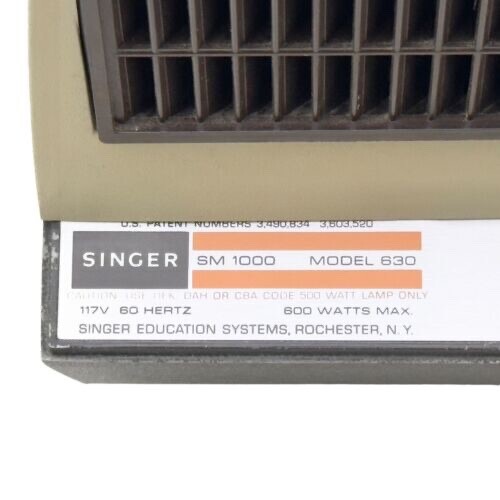 U.S. PATENT NUMBERS 3,490,834 3,603,520
SINGER SM 1000 MODEL 630
CAUTION: USE DEK, DAH OR CBA CODE 500 WATT LAMP ONLY
117V 60 HERTZ 600 WATTS MAX.
SINGER EDUCATION SYSTEMS, ROCHESTER, N.Y.